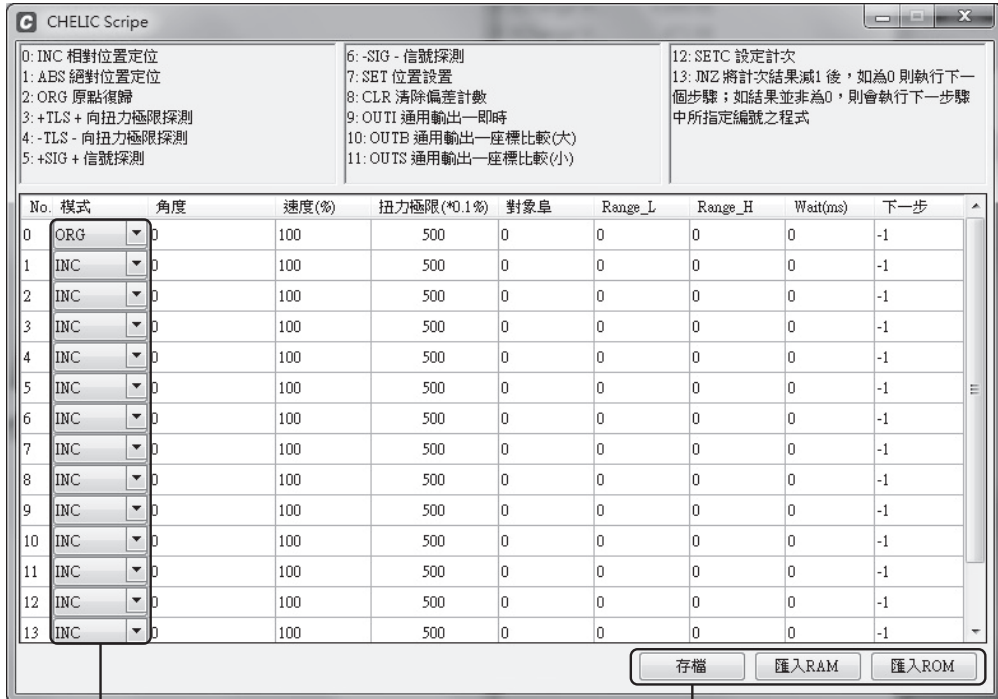 CHELIC Scripe
0: INC 相對位置定位
1: ABS 絕對位置定位
2: ORG 原點復歸
3: +TLS + 向扭力極限探測
4: -TLS - 向扭力極限探測
5: +SIG + 信號探測
6: -SIG - 信號探測
7: SET 位置設置
8: CLR 清除偏差計數
9: OUTI 通用輸出—即時
10: OUTB 通用輸出—座標比較(大)
11: OUTS 通用輸出—座標比較(小)
12: SETC 設定計次
13: JNZ 將計次結果減1 後，如為0 則執行下一
個步驟；如結果並非為0，則會執行下一步驟
中所指定編號之程式
No. 模式 角度 速度(%) 扭力極限(*0.1%) 對象阜 Range_L Range_H Wait(ms) 下一步
0 ORG 0 100 500 0 0 0 0 -1
1 INC 0 100 500 0 0 0 0 -1
2 INC 0 100 500 0 0 0 0 -1
3 INC 0 100 500 0 0 0 0 -1
4 INC 0 100 500 0 0 0 0 -1
5 INC 0 100 500 0 0 0 0 -1
6 INC 0 100 500 0 0 0 0 -1
7 INC 0 100 500 0 0 0 0 -1
8 INC 0 100 500 0 0 0 0 -1
9 INC 0 100 500 0 0 0 0 -1
10 INC 0 100 500 0 0 0 0 -1
11 INC 0 100 500 0 0 0 0 -1
12 INC 0 100 500 0 0 0 0 -1
13 INC 0 100 500 0 0 0 0 -1
存檔 匯入RAM 匯入ROM